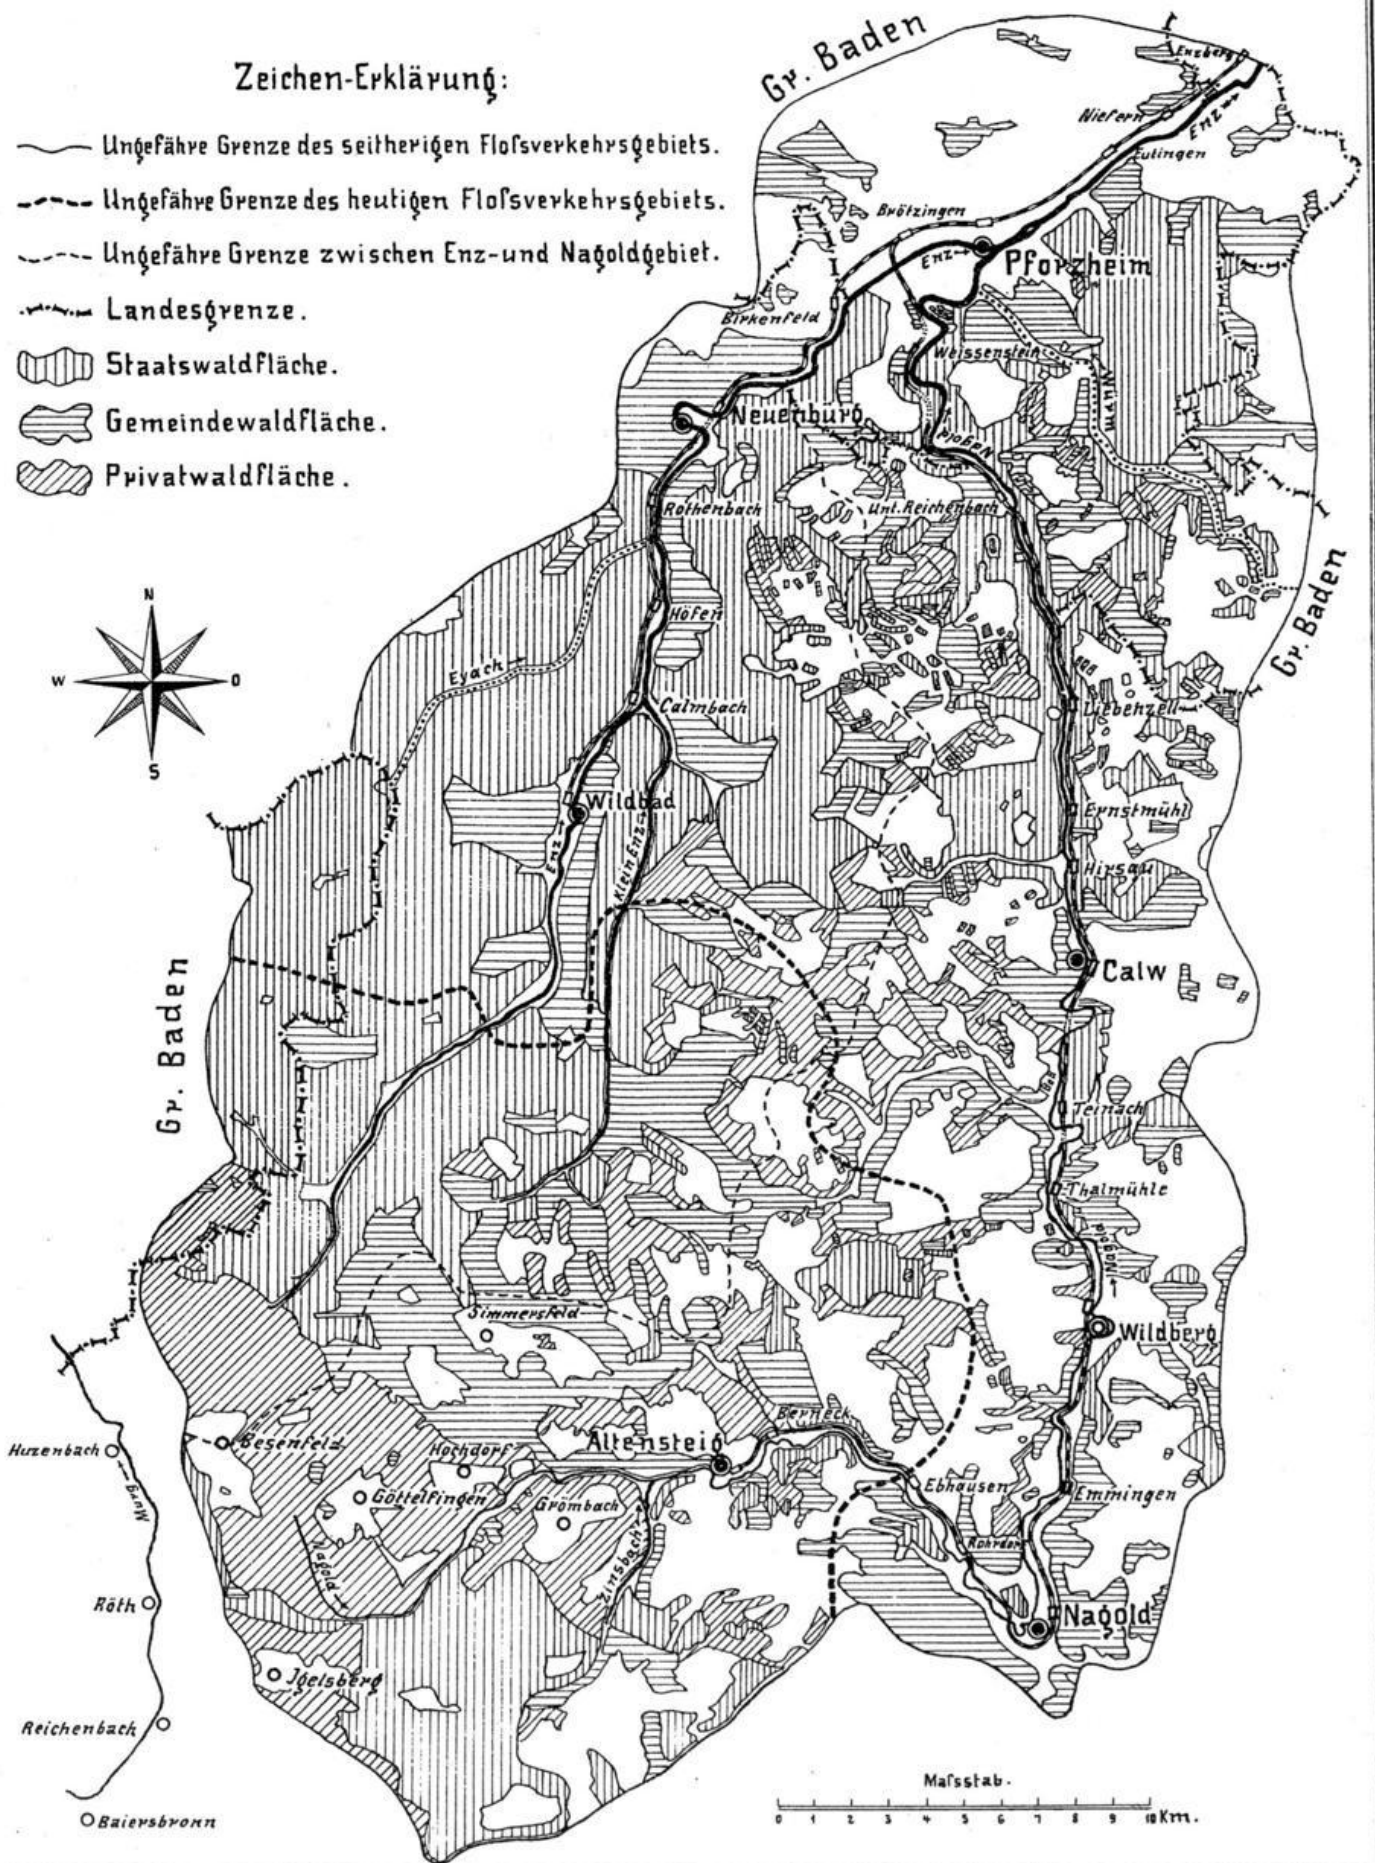 Gr. Baden
Zeichen-Erklärung:
Ungefähre Grenze des seitherigen Floſsverkehrsgebiets.
Ungefähre Grenze des heutigen Floſsverkehrsgebiets.
Ungefähre Grenze zwischen Enz- und Nagoldgebiet.
Landesgrenze.
Staatswaldfläche.
Gemeindewaldfläche.
Privatwaldfläche.
N
W
O
S
Enzberg
Niefern
Enz
Eutingen
Brötzingen
Enz
Pforzheim
Birkenfeld
Weissenstein
Würm
Neuenbürg
Nagold
Rothenbach
Unt. Reichenbach
Gr. Baden
Höfen
Eyach
Calmbach
Liebenzell
Wildbad
Enz
Klein Enz
Ernstmühl
Hirsau
Calw
Gr. Baden
Teinach
Thalmühle
Nagold
Simmersfeld
Wildberg
Berneck
Altensteig
Huzenbach
Murg
Besenfeld
Hochdorf
Göttelfingen
Grömbach
Ebhausen
Emmingen
Nagold
Zinsbach
Rohrdorf
Röth
Nagold
Igelsberg
Reichenbach
Baiersbronn
Maſsstab.
0 1 2 3 4 5 6 7 8 9 10 Km.